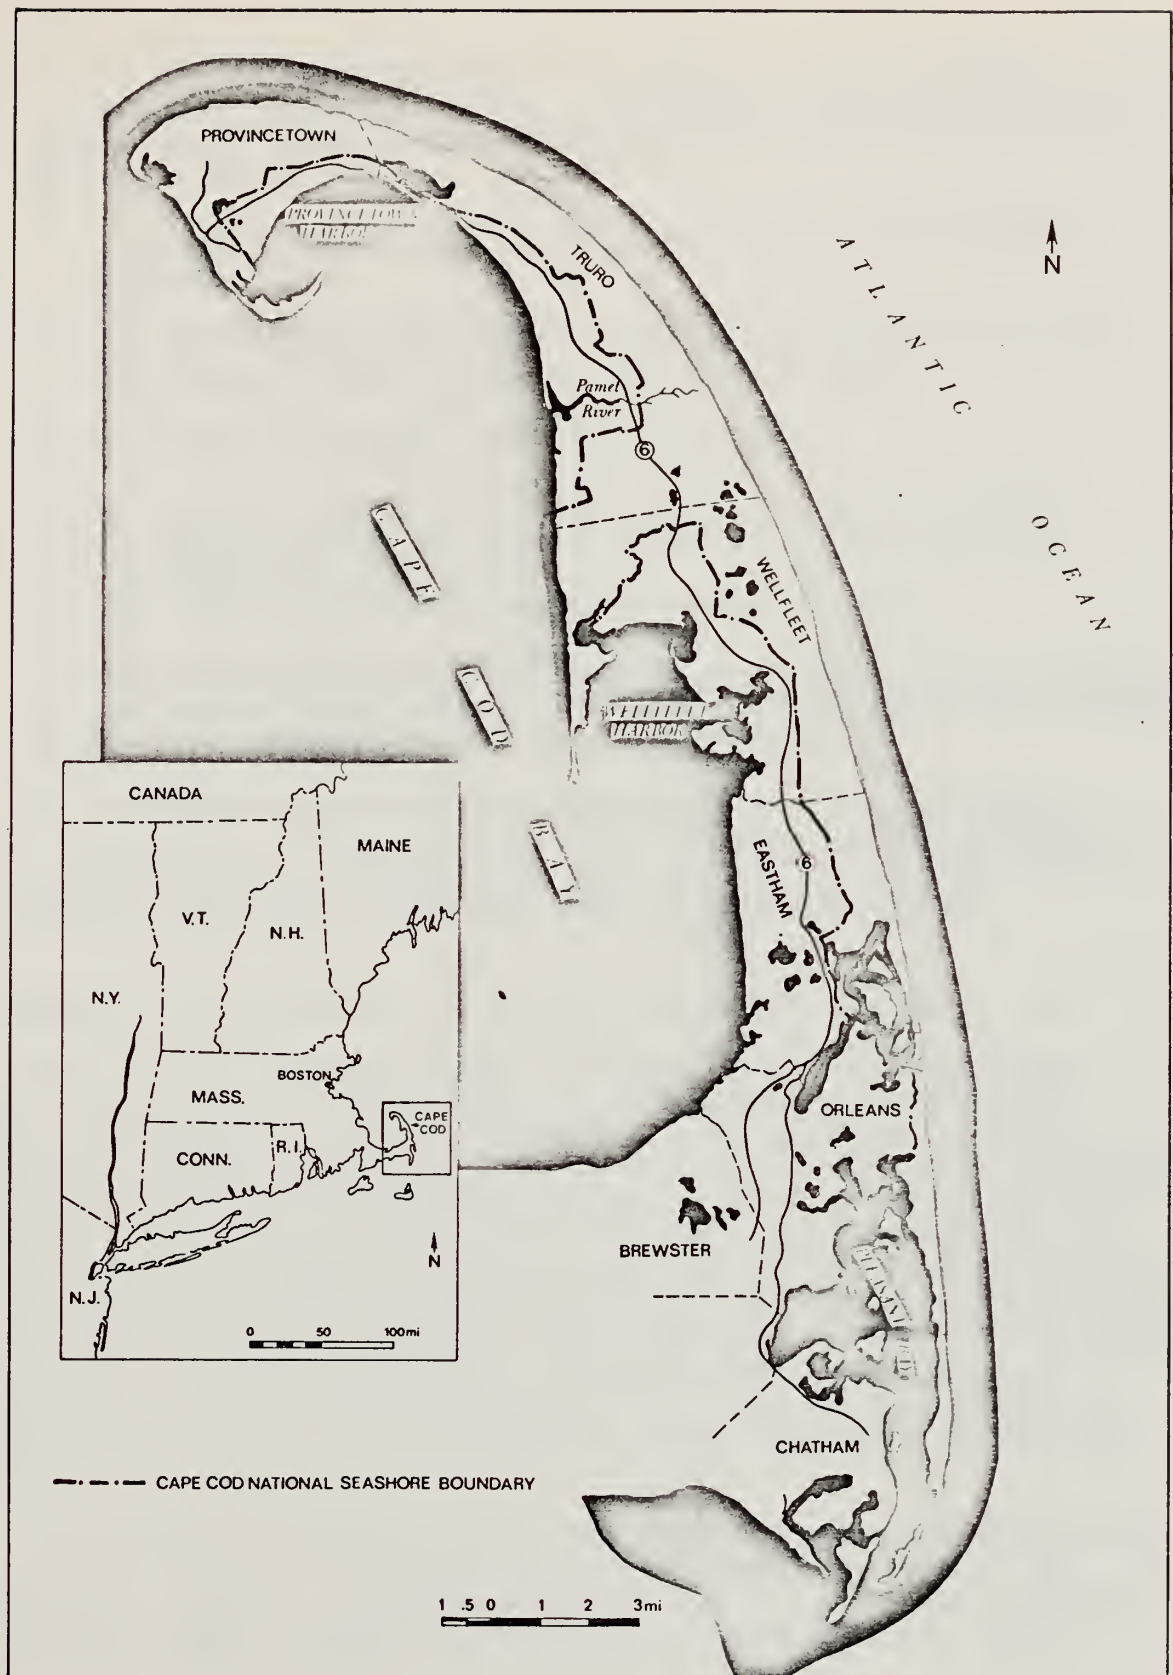 PROVINCETOWN
PROVINCETOWN
HARBOR
TRURO
ATLANTIC
OCEAN
N
Pamet
River
6
WELLFLEET
CAPE
COD
BAY
WELLFLEET
HARBOR
EASTHAM
6
ORLEANS
BREWSTER
CHATHAM
CANADA
MAINE
V.T.
N.H.
N.Y.
BOSTON
MASS.
CAPE
COD
CONN.
R.I.
N.J.
N
0 50 100mi
CAPE COD NATIONAL SEASHORE BOUNDARY
1 .5 0 1 2 3mi